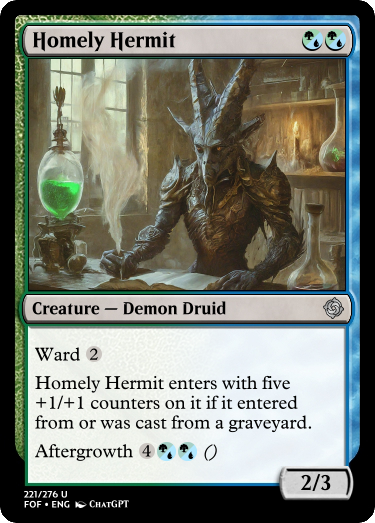 Homely Hermit
Creature — Demon Druid
Ward 2
Homely Hermit enters with five
+1/+1 counters on it if it entered
from or was cast from a graveyard.
Aftergrowth 4 ()
2/3
221/276 U
FOF • ENG ChatGPT